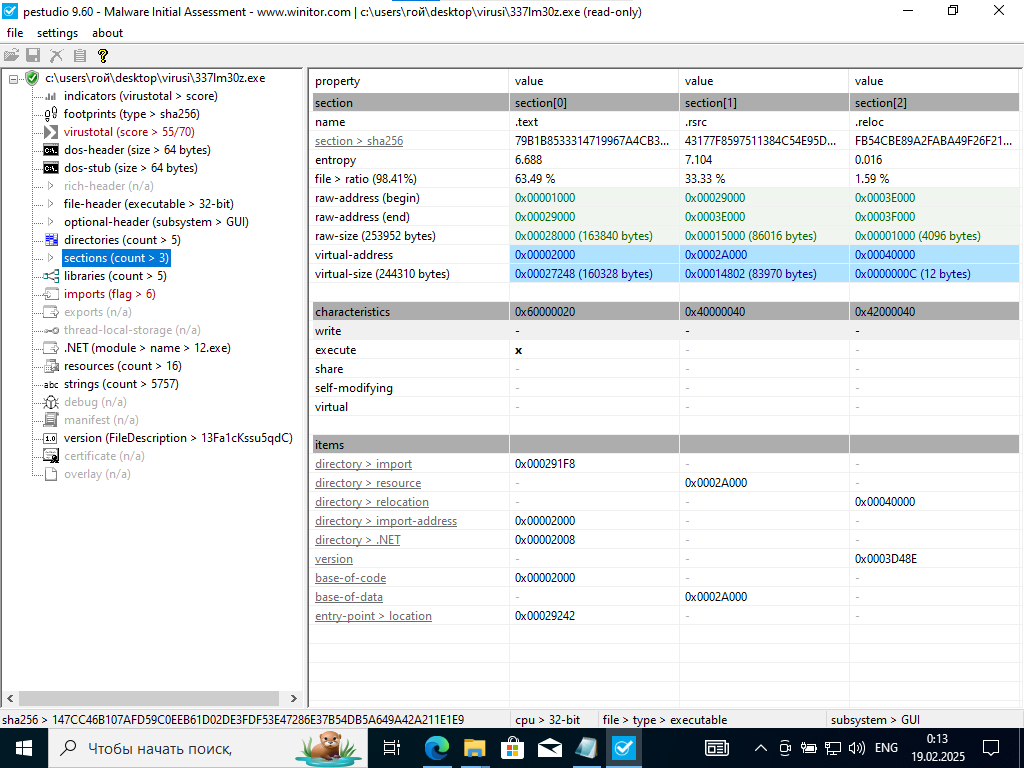 pestudio 9.60 - Malware Initial Assessment - www.winitor.com | c:\users\гой\desktop\virusi\337lm30z.exe (read-only)
file settings about
c:\users\гой\desktop\virusi\337lm30z.exe
indicators (virustotal > score)
footprints (type > sha256)
virustotal (score > 55/70)
dos-header (size > 64 bytes)
dos-stub (size > 64 bytes)
rich-header (n/a)
file-header (executable > 32-bit)
optional-header (subsystem > GUI)
directories (count > 5)
sections (count > 3)
libraries (count > 5)
imports (flag > 6)
exports (n/a)
thread-local-storage (n/a)
.NET (module > name > 12.exe)
resources (count > 16)
abc strings (count > 5757)
debug (n/a)
manifest (n/a)
1.0 version (FileDescription > 13Fa1cKssu5qdC)
certificate (n/a)
overlay (n/a)
property value value value
section section[0] section[1] section[2]
name .text .rsrc .reloc
section > sha256 79B1B8533314719967A4CB3... 43177F8597511384C54E95D... FB54CBE89A2FABA49F26F21...
entropy 6.688 7.104 0.016
file > ratio (98.41%) 63.49 % 33.33 % 1.59 %
raw-address (begin) 0x00001000 0x00029000 0x0003E000
raw-address (end) 0x00029000 0x0003E000 0x0003F000
raw-size (253952 bytes) 0x00028000 (163840 bytes) 0x00015000 (86016 bytes) 0x00001000 (4096 bytes)
virtual-address 0x00002000 0x0002A000 0x00040000
virtual-size (244310 bytes) 0x00027248 (160328 bytes) 0x00014802 (83970 bytes) 0x0000000C (12 bytes)
characteristics 0x60000020 0x40000040 0x42000040
write - - -
execute x - -
share - - -
self-modifying - - -
virtual - - -
items
directory > import 0x000291F8 - -
directory > resource - 0x0002A000 -
directory > relocation - - 0x00040000
directory > import-address 0x00002000 - -
directory > .NET 0x00002008 - -
version - - 0x0003D48E
base-of-code 0x00002000 - -
base-of-data - 0x0002A000 -
entry-point > location 0x00029242 - -
sha256 > 147CC46B107AFD59C0EEB61D02DE3FDF53E47286E37B54DB5A649A42A211E1E9 cpu > 32-bit file > type > executable subsystem > GUI
Чтобы начать поиск,
ENG
0:13
19.02.2025